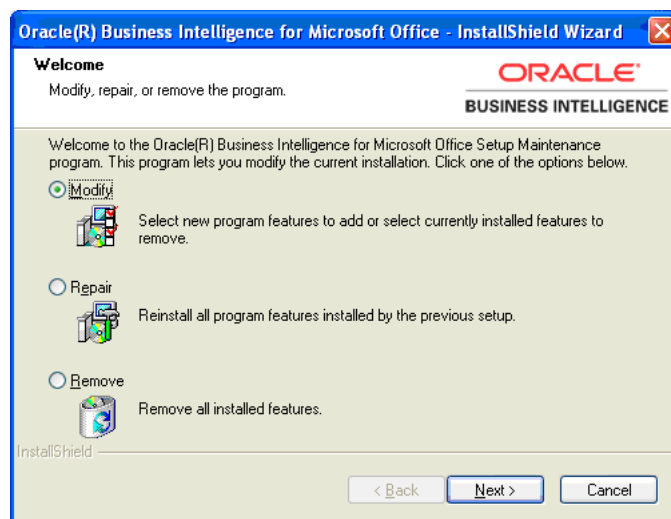 Oracle(R) Business Intelligence for Microsoft Office - InstallShield Wizard
Welcome
Modify, repair, or remove the program.
ORACLE®
BUSINESS INTELLIGENCE
Welcome to the Oracle(R) Business Intelligence for Microsoft Office Setup Maintenance
program. This program lets you modify the current installation. Click one of the options below.
Modify
Select new program features to add or select currently installed features to
remove.
Repair
Reinstall all program features installed by the previous setup.
Remove
Remove all installed features.
InstallShield
< Back
Next >
Cancel